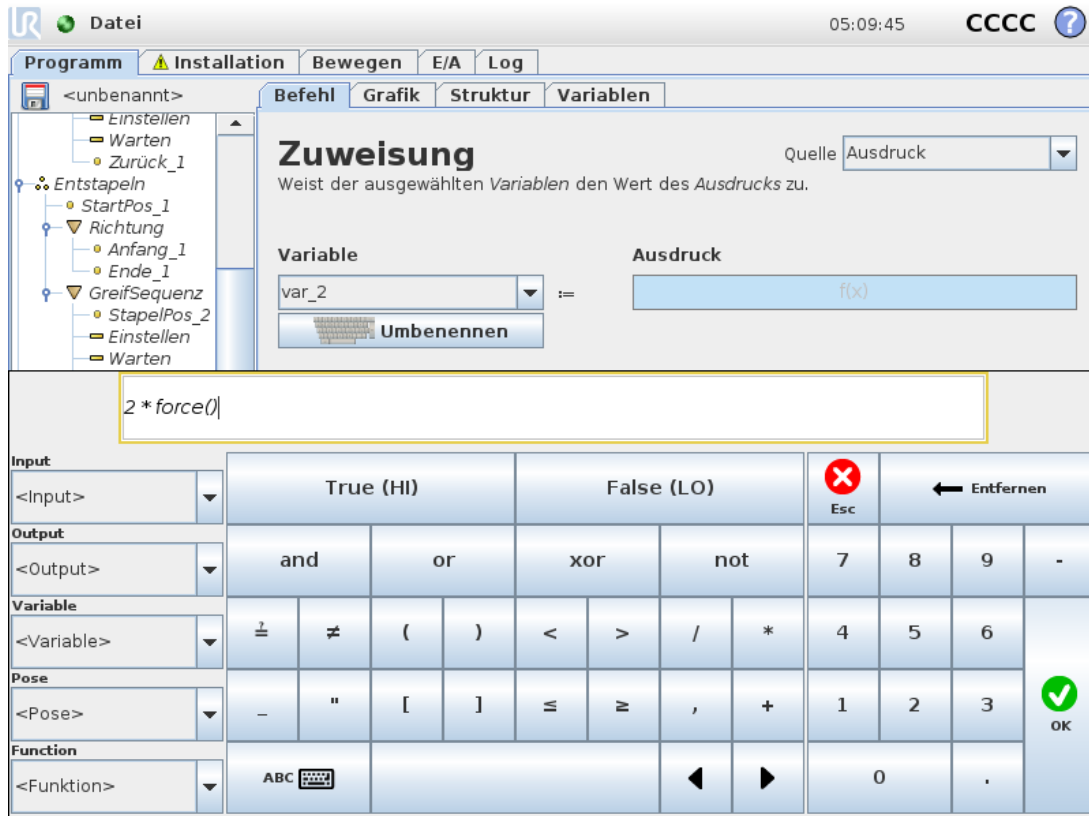 UR Datei 05:09:45 CCCC ?
Programm Installation Bewegen E/A Log
<unbenannt> Befehl Grafik Struktur Variablen
Einstellen
Warten
Zurück_1
Entstapeln
StartPos_1
Richtung
Anfang_1
Ende_1
GreifSequenz
StapelPos_2
Einstellen
Warten
Zuweisung
Quelle Ausdruck
Weist der ausgewählten Variablen den Wert des Ausdrucks zu.
Variable Ausdruck
var_2 := f(x)
Umbenennen
2 * force()
Input
<Input>
Output
<Output>
Variable
<Variable>
Pose
<Pose>
Function
<Funktion>
True (HI) False (LO) Esc Entfernen
and or xor not 7 8 9 -
≟ ≠ ( ) < > / * 4 5 6
_ " [ ] ≤ ≥ , + 1 2 3 OK
ABC 0 .